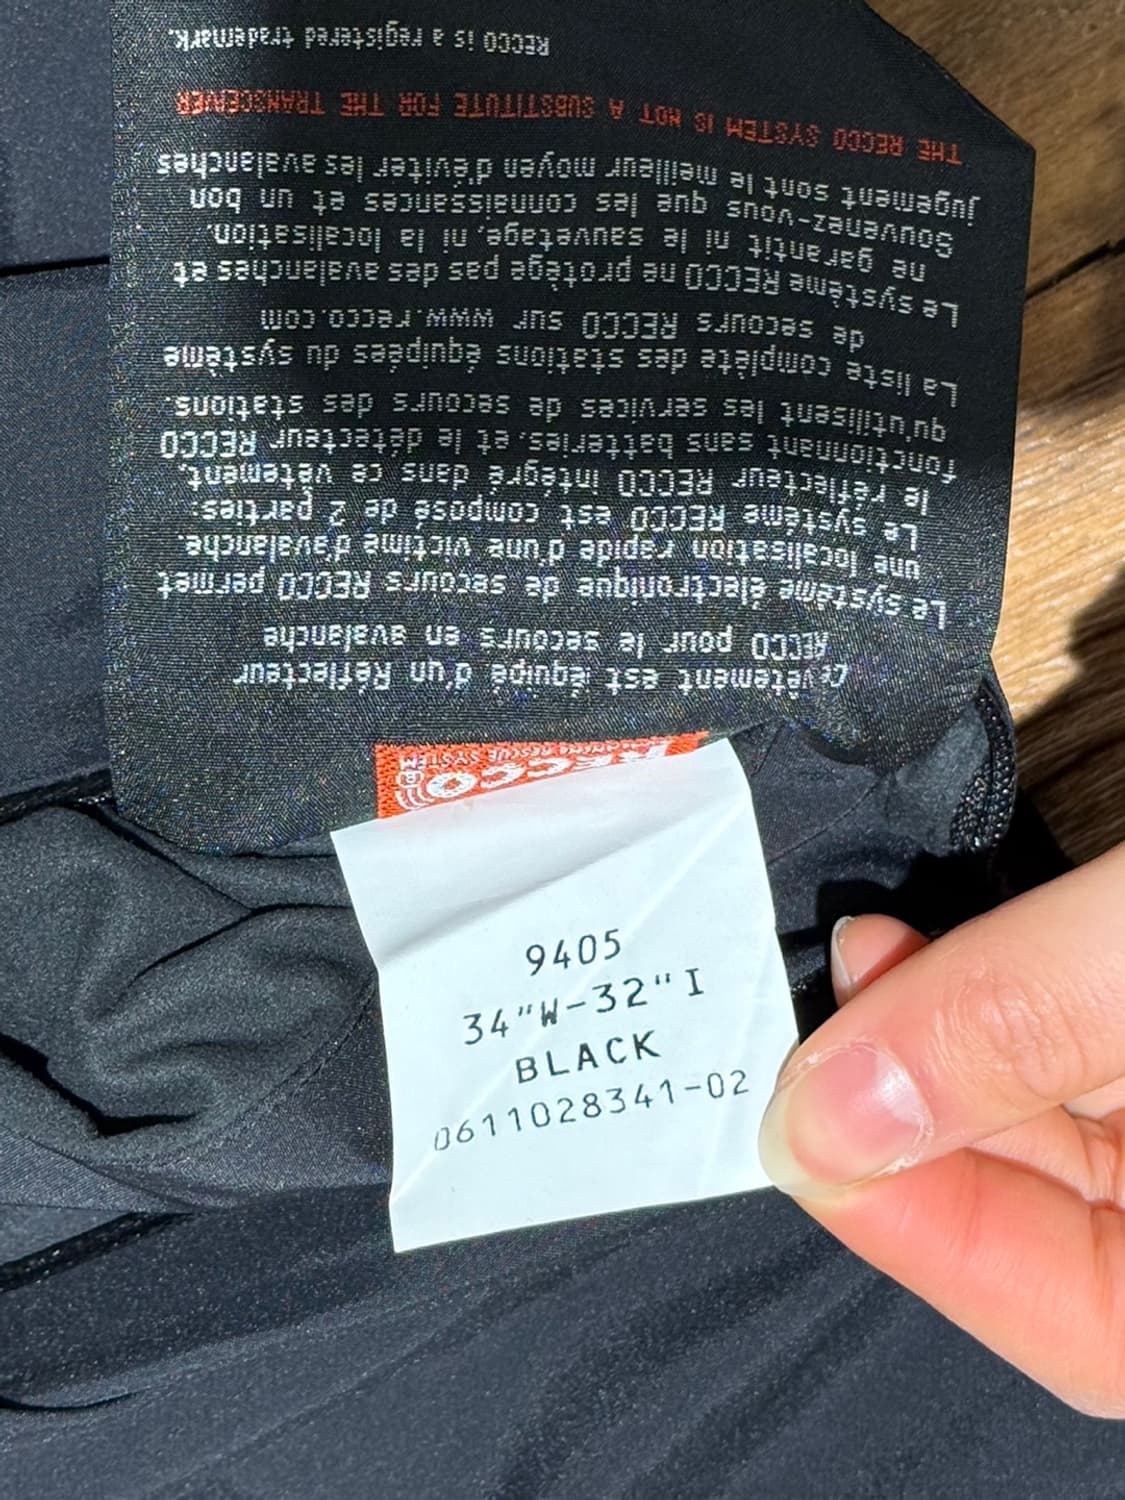 Ce vêtement est équipé d'un Réflecteur
RECCO pour le secours en avalanche
Le système électronique de secours RECCO permet
une localisation rapide d'une victime d'avalanche.
Le système RECCO est composé de 2 parties:
le réflecteur RECCO intégré dans ce vêtement,
fonctionnant sans batteries, et le détecteur RECCO
qu'utilisent les services de secours des stations.
La liste complète des stations équipées du système
de secours RECCO sur www.recco.com
Le système RECCO ne protège pas des avalanches et
ne garantit ni le sauvetage, ni la localisation.
Souvenez-vous que les connaissances et un bon
jugement sont le meilleur moyen d'éviter les avalanches
THE RECCO SYSTEM IS NOT A SUBSTITUTE FOR THE TRANSCEIVER
RECCO is a registered trademark.
RECCO®
RESCUE SYSTEM
9405
34"W-32"I
BLACK
0611028341-02